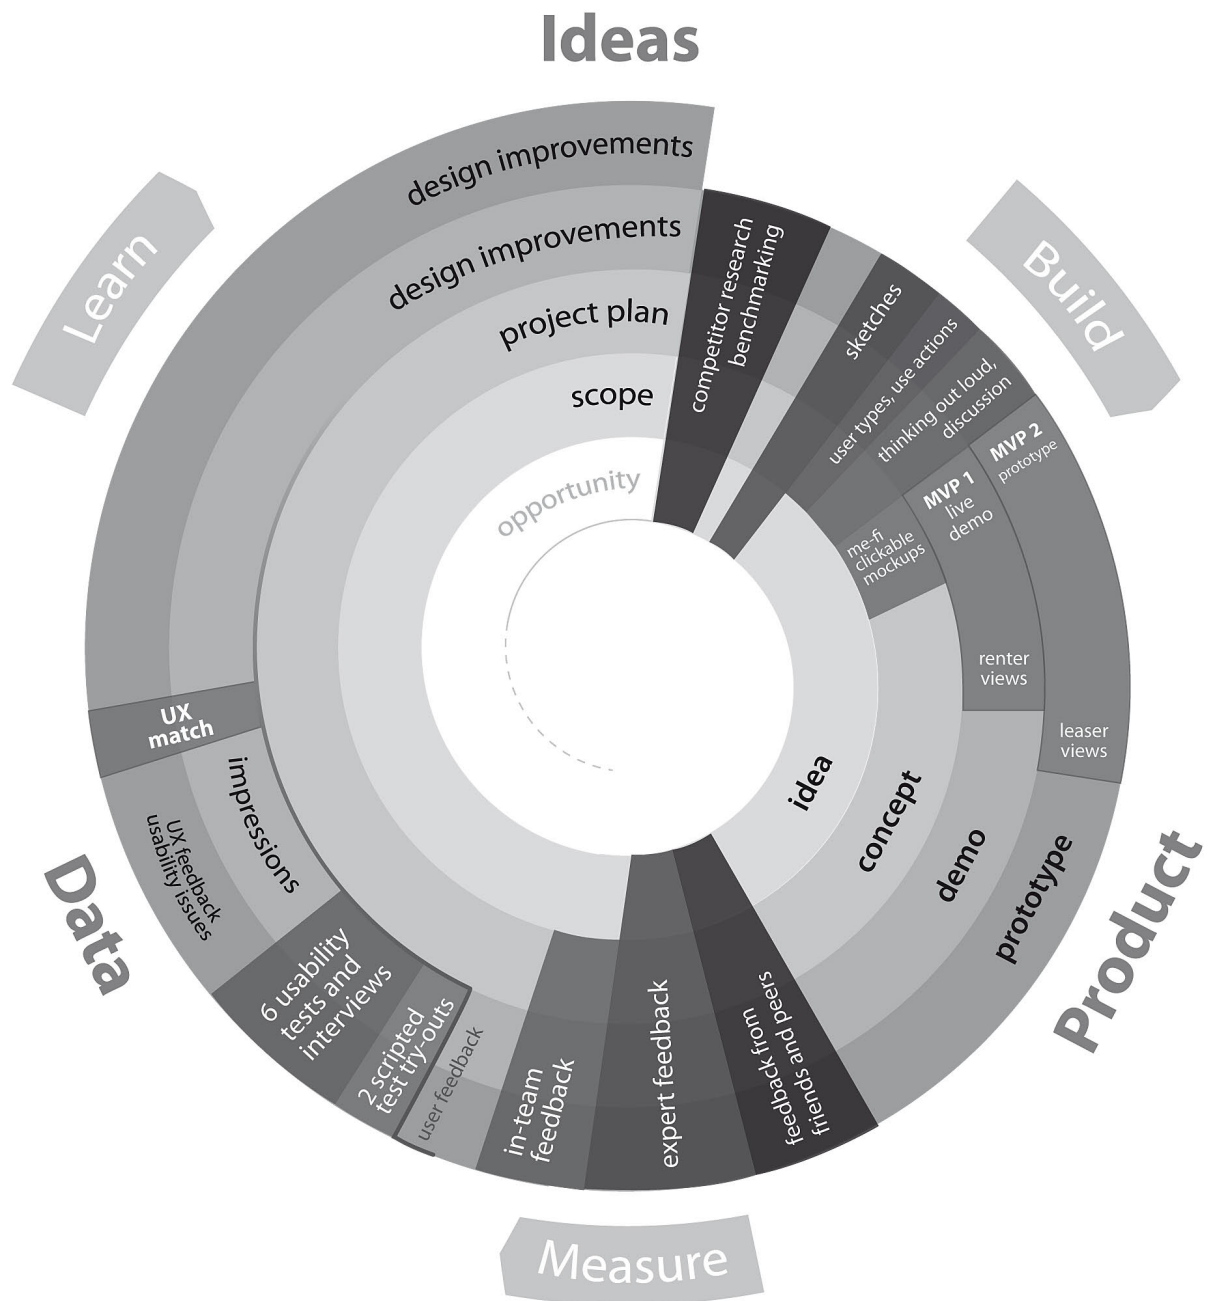 Ideas
Learn
Build
design improvements
design improvements
project plan
scope
opportunity
competitor research
benchmarking
sketches
user types, use actions
thinking out loud,
discussion
me-fi
clickable
mockups
MVP 1
live
demo
MVP 2
prototype
renter
views
leaser
views
idea
concept
demo
prototype
Product
feedback from
friends and peers
expert feedback
in-team
feedback
user feedback
2 scripted
test try-outs
6 usability
tests and
interviews
impressions
UX feedback
usability issues
UX
match
Data
Measure